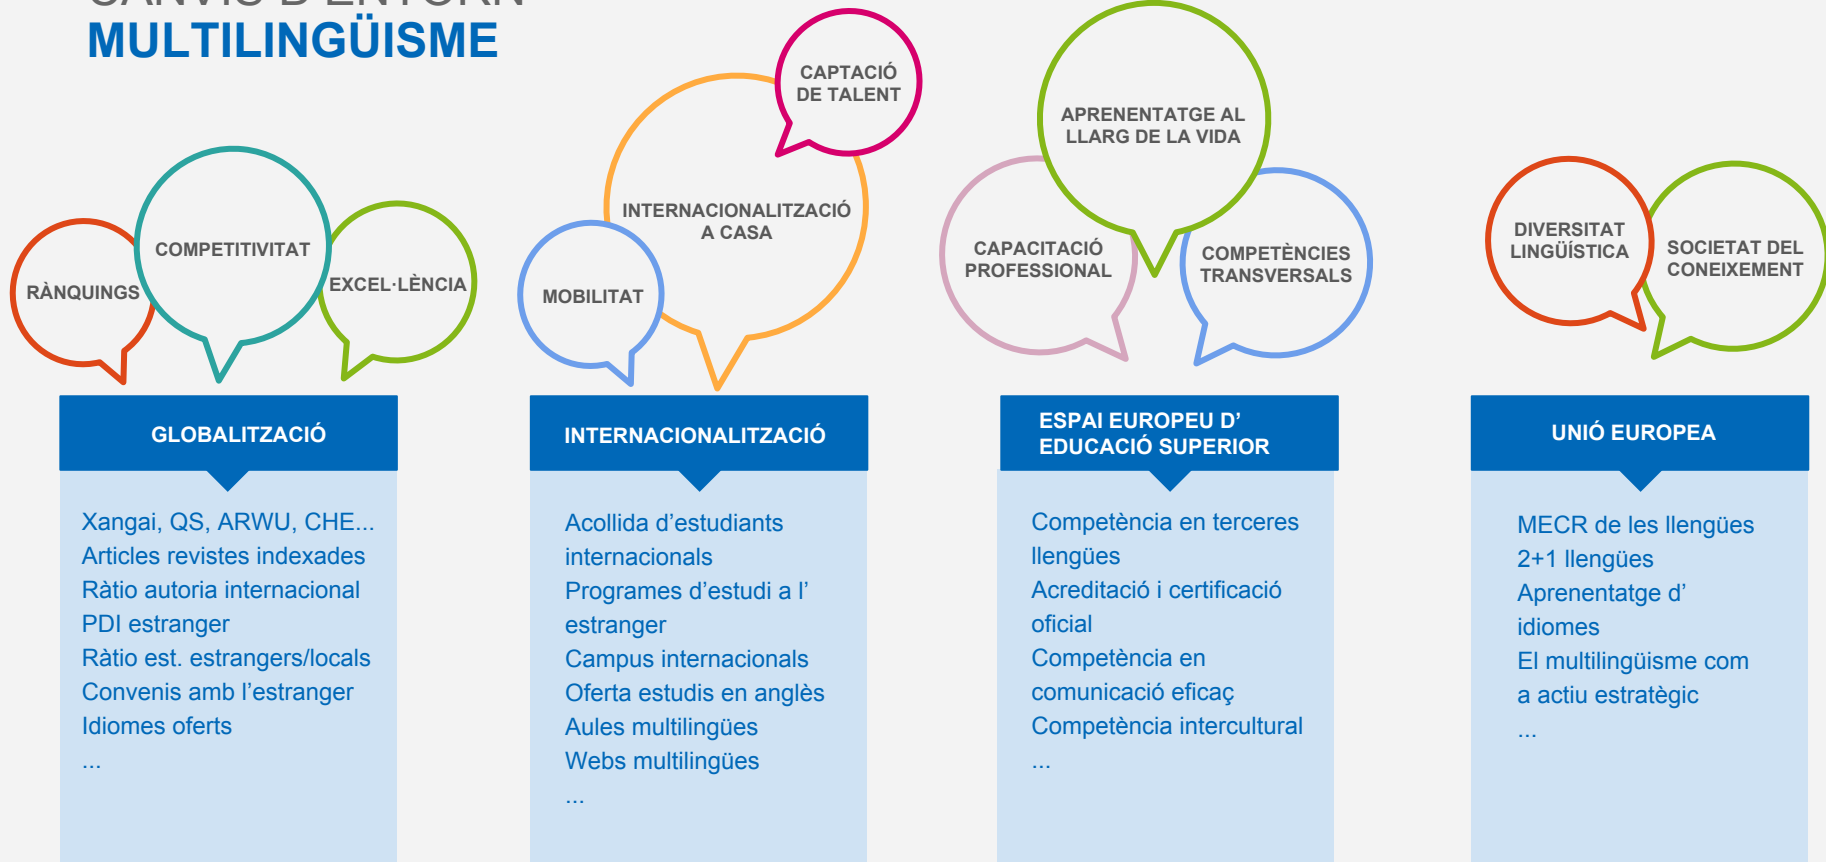 CANVIS D'ENTORN
MULTILINGÜISME
RÀNQUINGS
COMPETITIVITAT
EXCEL·LÈNCIA
MOBILITAT
INTERNACIONALITZACIÓ
A CASA
CAPTACIÓ
DE TALENT
CAPACITACIÓ
PROFESSIONAL
APRENENTATGE AL
LLARG DE LA VIDA
COMPETÈNCIES
TRANSVERSALS
DIVERSITAT
LINGÜÍSTICA
SOCIETAT DEL
CONEIXEMENT
GLOBALITZACIÓ
Xangai, QS, ARWU, CHE...
Articles revistes indexades
Ràtio autoria internacional
PDI estranger
Ràtio est. estrangers/locals
Convenis amb l’estranger
Idiomes oferts
...
INTERNACIONALITZACIÓ
Acollida d’estudiants
internacionals
Programes d’estudi a l’
estranger
Campus internacionals
Oferta estudis en anglès
Aules multilingües
Webs multilingües
...
ESPAI EUROPEU D’
EDUCACIÓ SUPERIOR
Competència en terceres
llengües
Acreditació i certificació
oficial
Competència en
comunicació eficaç
Competència intercultural
...
UNIÓ EUROPEA
MECR de les llengües
2+1 llengües
Aprenentatge d’
idiomes
El multilingüisme com
a actiu estratègic
...